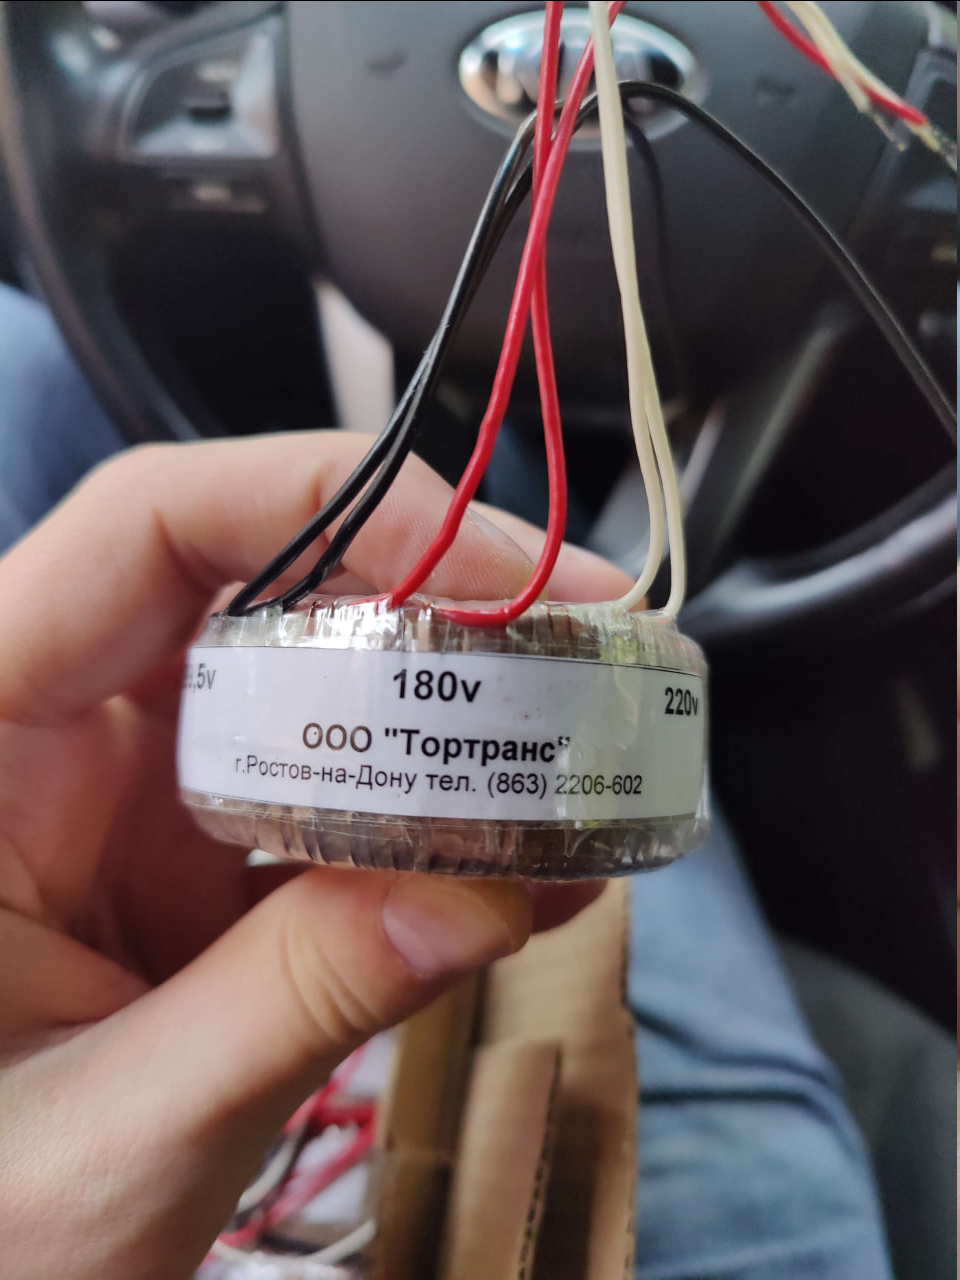 180v
220v
ООО "Тортранс"
г.Ростов-на-Дону тел. (863) 2206-602